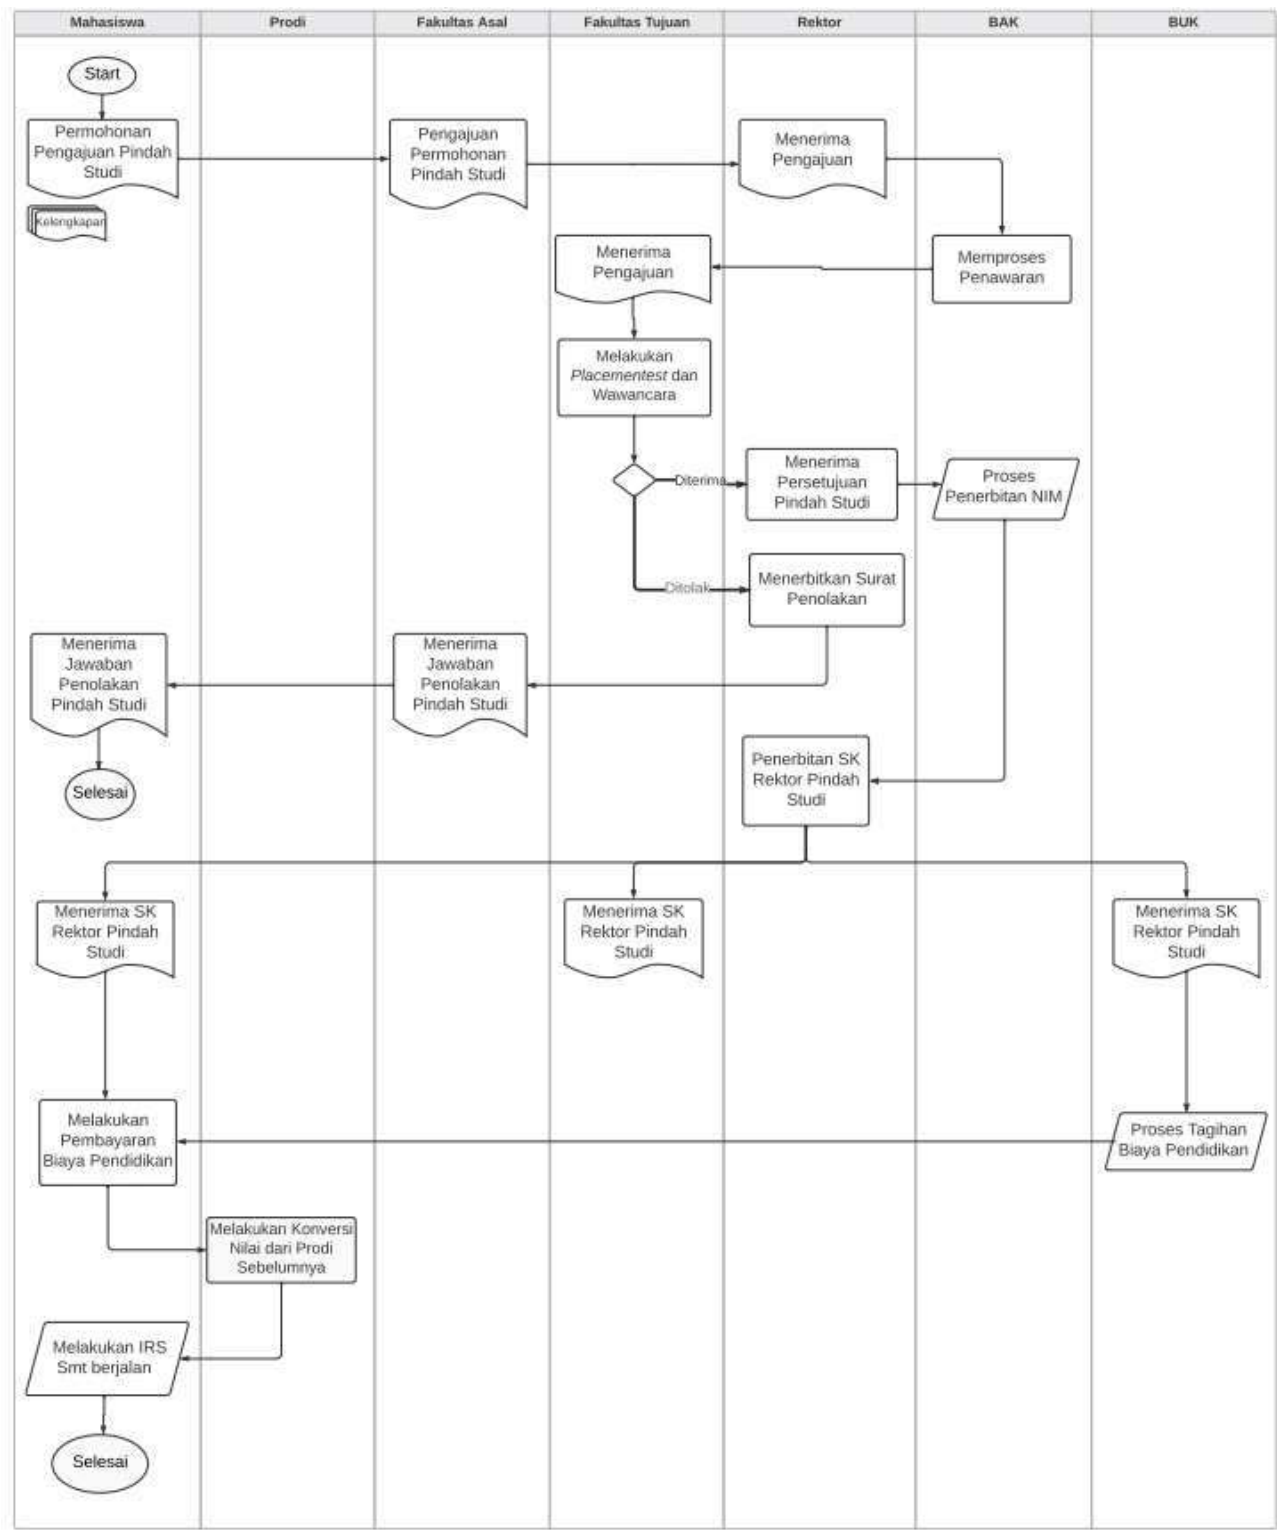 Mahasiswa
Prodi
Fakultas Asal
Fakultas Tujuan
Rektor
BAK
BUK
Start
Permohonan
Pengajuan Pindah
Studi
Kelengkapan
Pengajuan
Permohonan
Pindah Studi
Menerima
Pengajuan
Memproses
Penawaran
Menerima
Pengajuan
Melakukan
Placementest dan
Wawancara
Diterima
Menerima
Persetujuan
Pindah Studi
Proses
Penerbitan NIM
Ditolak
Menerbitkan Surat
Penolakan
Menerima
Jawaban
Penolakan
Pindah Studi
Menerima
Jawaban
Penolakan
Pindah Studi
Selesai
Penerbitan SK
Rektor Pindah
Studi
Menerima SK
Rektor Pindah
Studi
Menerima SK
Rektor Pindah
Studi
Menerima SK
Rektor Pindah
Studi
Melakukan
Pembayaran
Biaya Pendidikan
Proses Tagihan
Biaya Pendidikan
Melakukan Konversi
Nilai dari Prodi
Sebelumnya
Melakukan IRS
Smt berjalan
Selesai